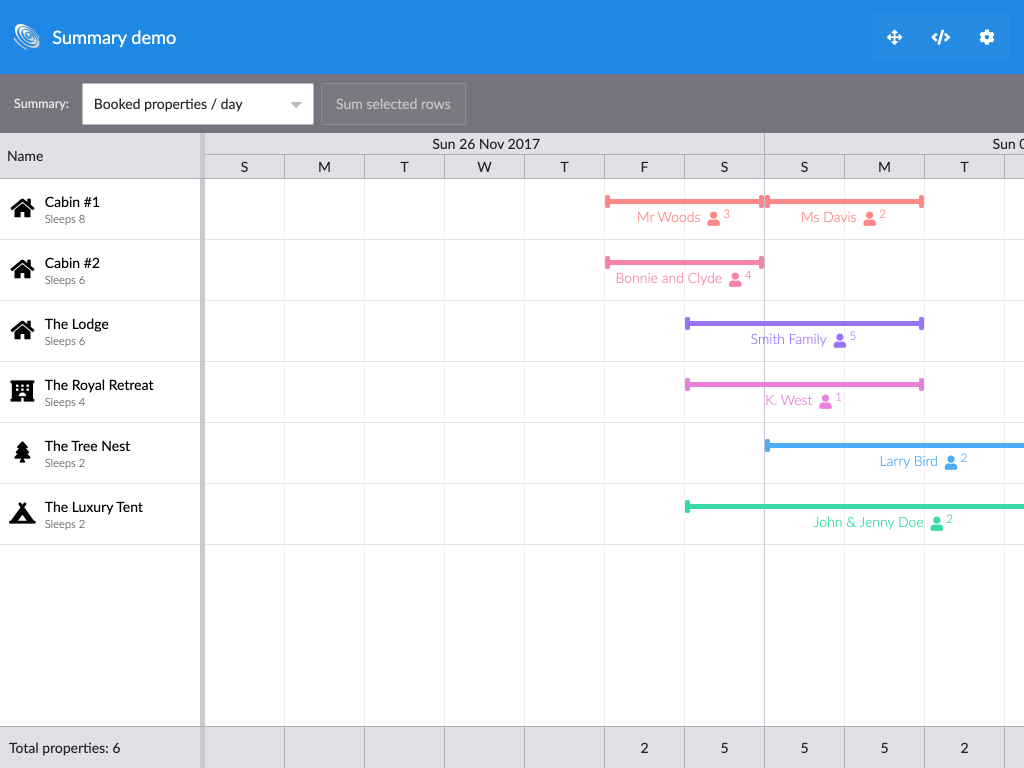 Summary demo
Summary:
Booked properties / day
Sum selected rows
Name
Sun 26 Nov 2017
Sun 0
S M T W T F S S M T
Cabin #1
Sleeps 8
Mr Woods 3
Ms Davis 2
Cabin #2
Sleeps 6
Bonnie and Clyde 4
The Lodge
Sleeps 6
Smith Family 5
The Royal Retreat
Sleeps 4
K. West 1
The Tree Nest
Sleeps 2
Larry Bird 2
The Luxury Tent
Sleeps 2
John & Jenny Doe 2
Total properties: 6
2 5 5 5 2